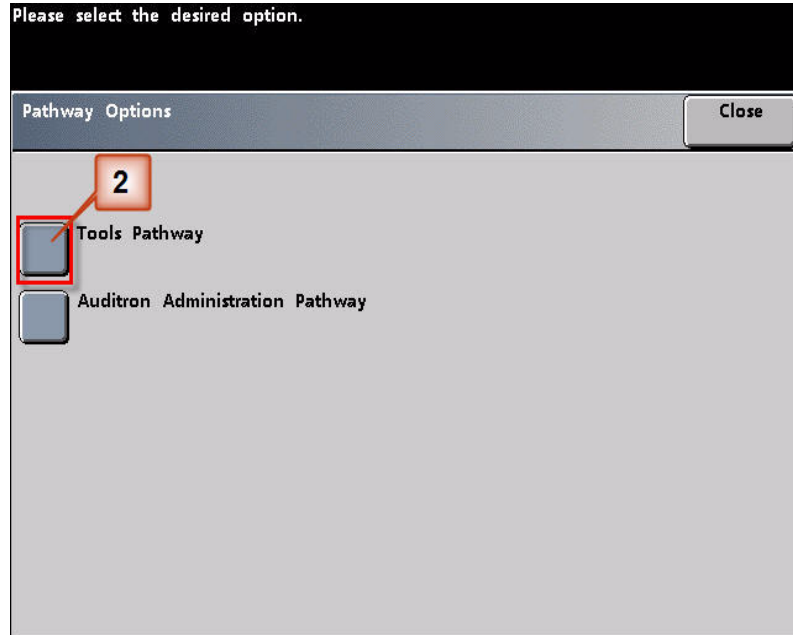 Please select the desired option.
Pathway Options
Close
2
Tools Pathway
Auditron Administration Pathway